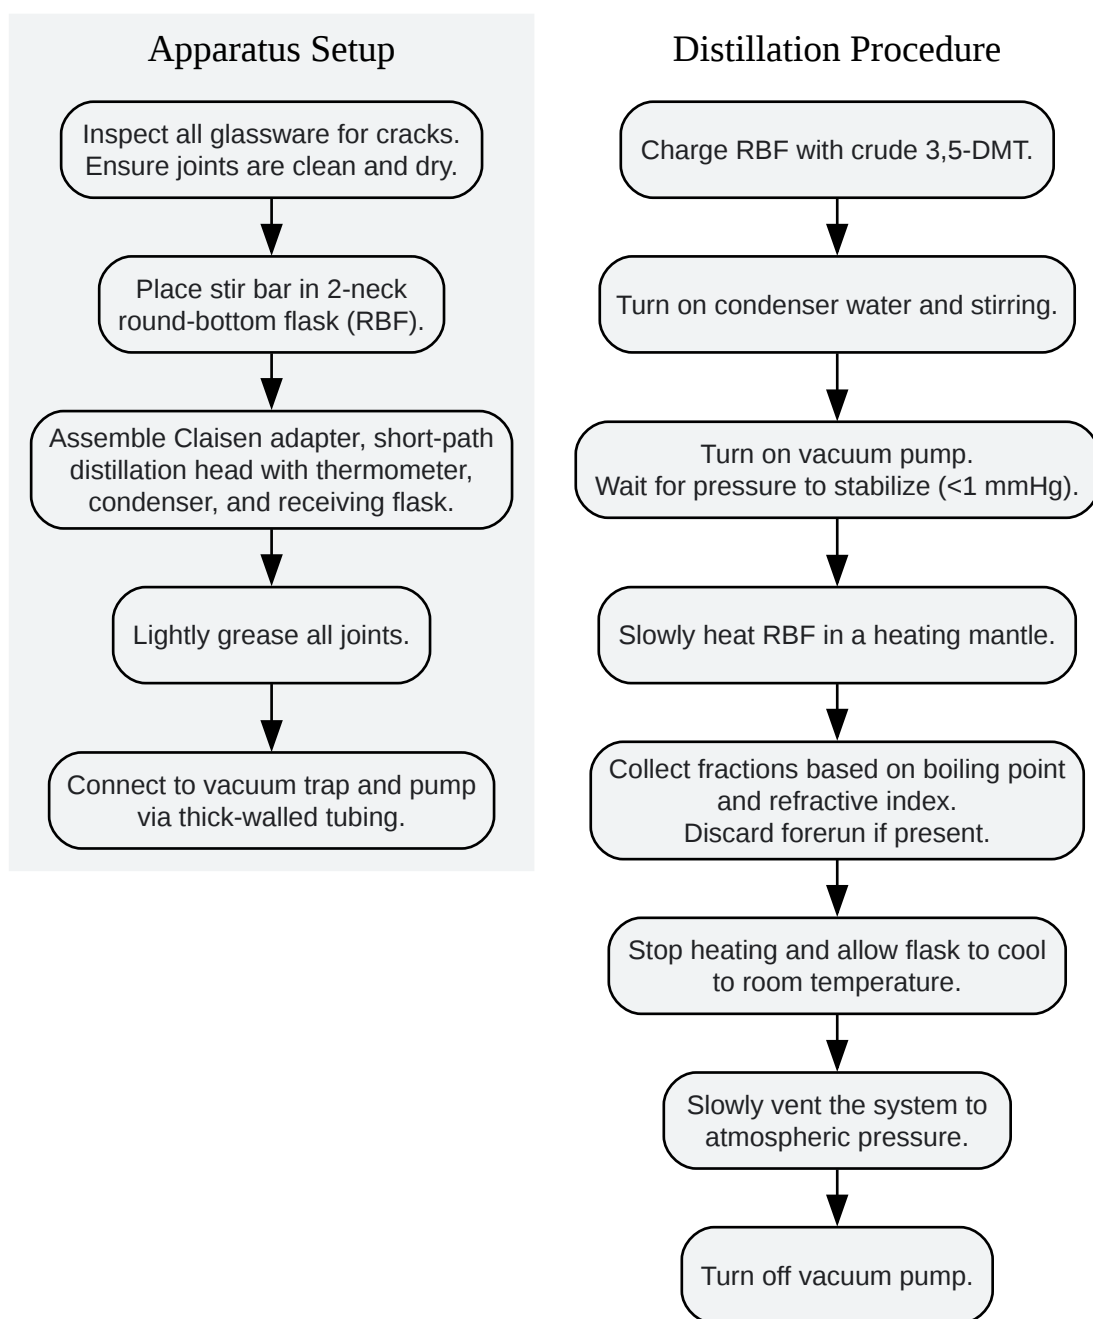 Apparatus Setup
Inspect all glassware for cracks.
Ensure joints are clean and dry.
Place stir bar in 2-neck
round-bottom flask (RBF).
Assemble Claisen adapter, short-path
distillation head with thermometer,
condenser, and receiving flask.
Lightly grease all joints.
Connect to vacuum trap and pump
via thick-walled tubing.
Distillation Procedure
Charge RBF with crude 3,5-DMT.
Turn on condenser water and stirring.
Turn on vacuum pump.
Wait for pressure to stabilize (<1 mmHg).
Slowly heat RBF in a heating mantle.
Collect fractions based on boiling point
and refractive index.
Discard forerun if present.
Stop heating and allow flask to cool
to room temperature.
Slowly vent the system to
atmospheric pressure.
Turn off vacuum pump.